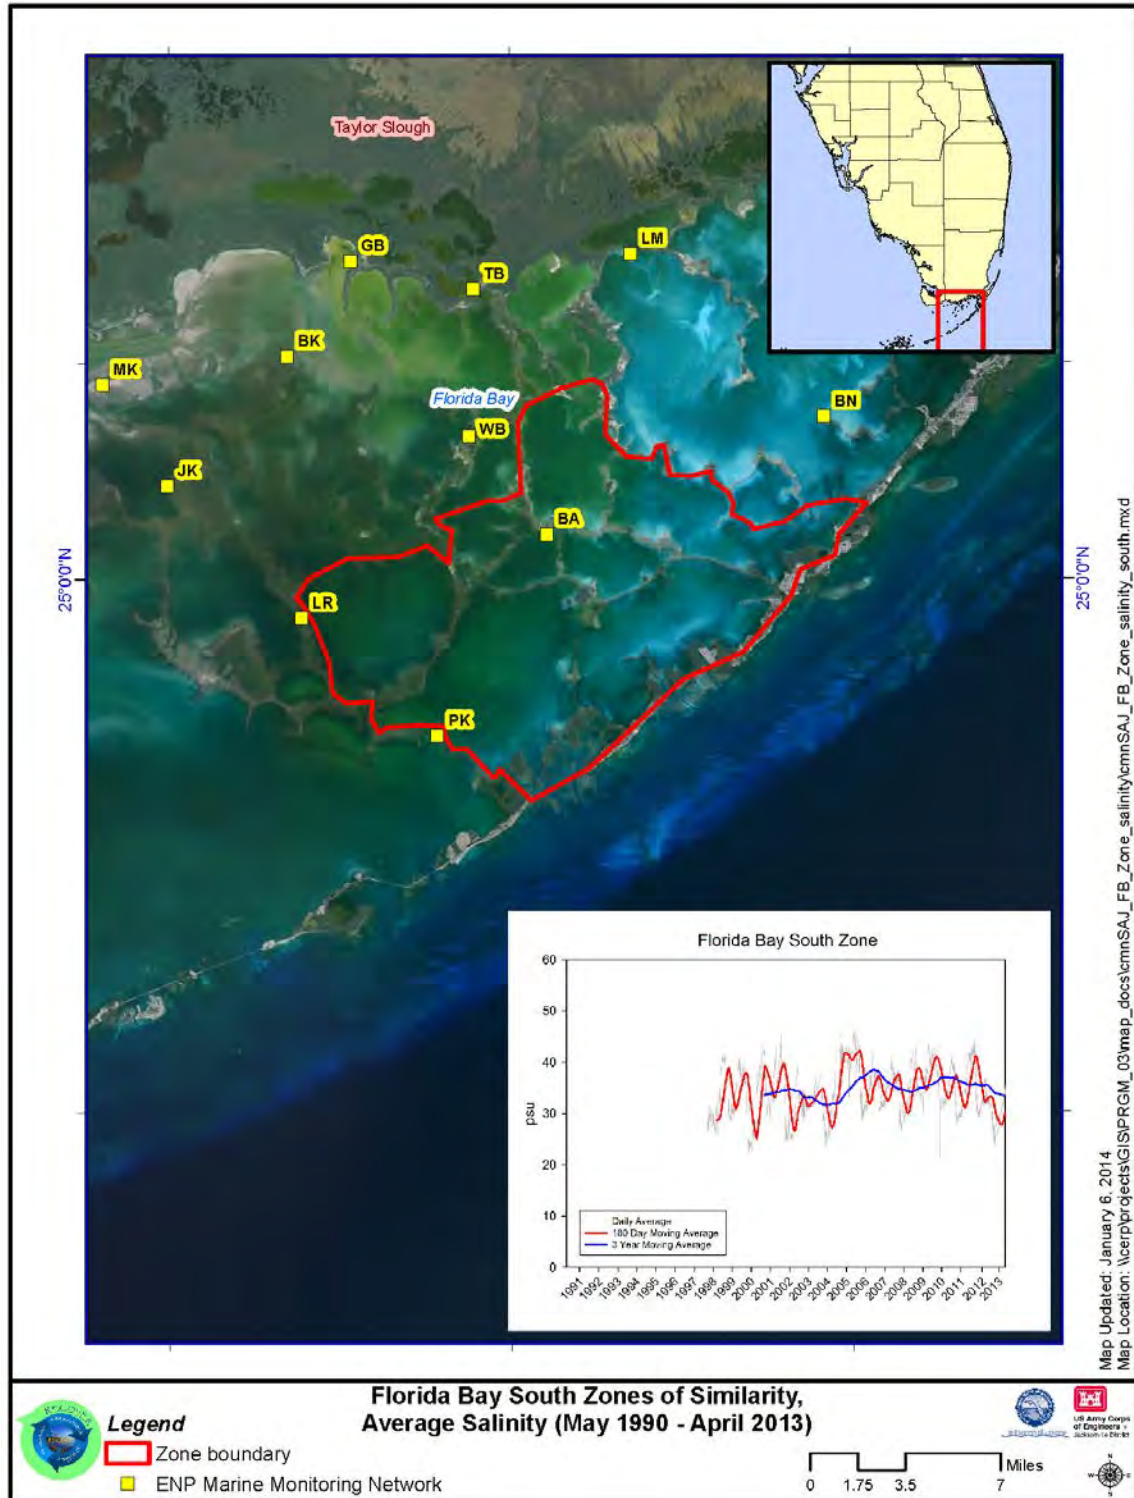 Taylor Slough
GB
LM
TB
BK
MK
Florida Bay
BN
WB
JK
BA
25°0'0"N
25°0'0"N
LR
PK
Florida Bay South Zone
60
50
40
30
20
10
0
psu
Daily Average
180 Day Moving Average
3 Year Moving Average
1991
1992
1993
1994
1995
1996
1997
1998
1999
2000
2001
2002
2003
2004
2005
2006
2007
2008
2009
2010
2011
2012
2013
Map Updated: January 6, 2014
Map Location: \\cerp\projects\GIS\PRGM_03\map_docs\cmnSAJ_FB_Zone_salinity\cmnSAJ_FB_Zone_salinity_south.mxd
Florida Bay South Zones of Similarity,
Average Salinity (May 1990 - April 2013)
Legend
Zone boundary
ENP Marine Monitoring Network
US Army Corps
of Engineers
Jacksonville District
Miles
0 1.75 3.5 7
N
W E
S